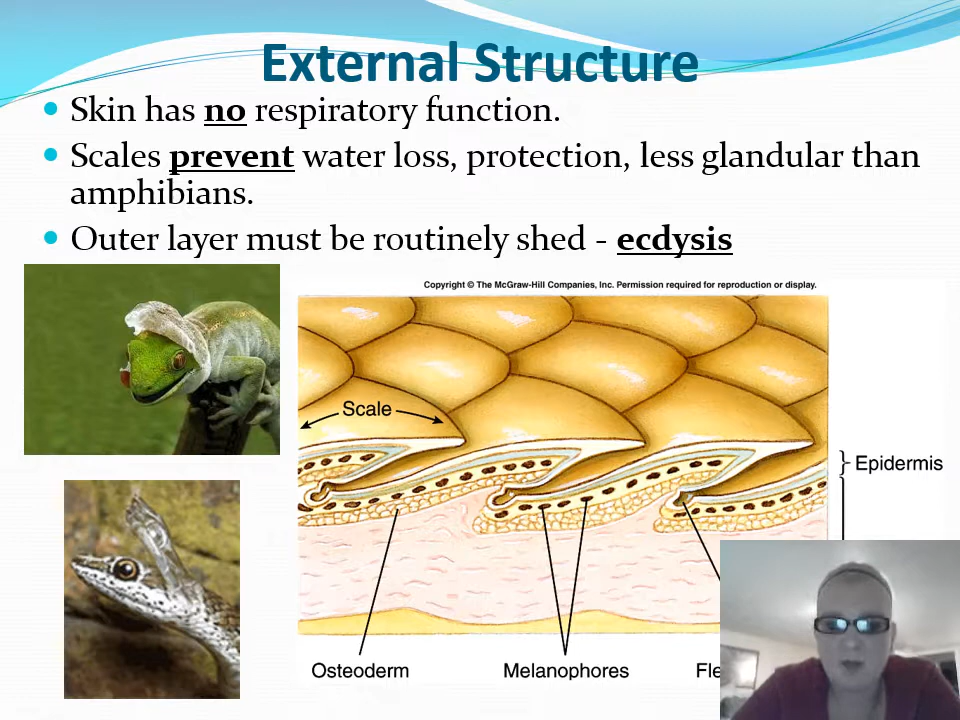 External Structure
Skin has no respiratory function.
Scales prevent water loss, protection, less glandular than
amphibians.
Outer layer must be routinely shed - ecdysis
Copyright © The McGraw-Hill Companies, Inc. Permission required for reproduction or display.
Scale
Epidermis
Osteoderm
Melanophores